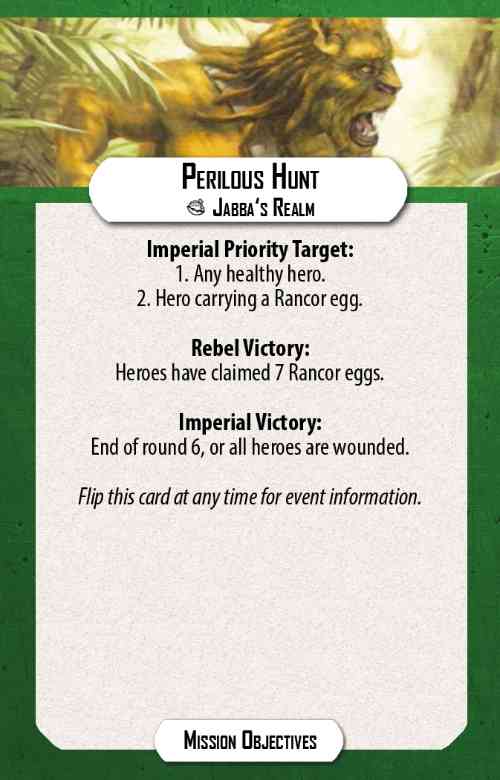 Perilous Hunt
Jabba's Realm
Imperial Priority Target:
1. Any healthy hero.
2. Hero carrying a Rancor egg.
Rebel Victory:
Heroes have claimed 7 Rancor eggs.
Imperial Victory:
End of round 6, or all heroes are wounded.
Flip this card at any time for event information.
Mission Objectives